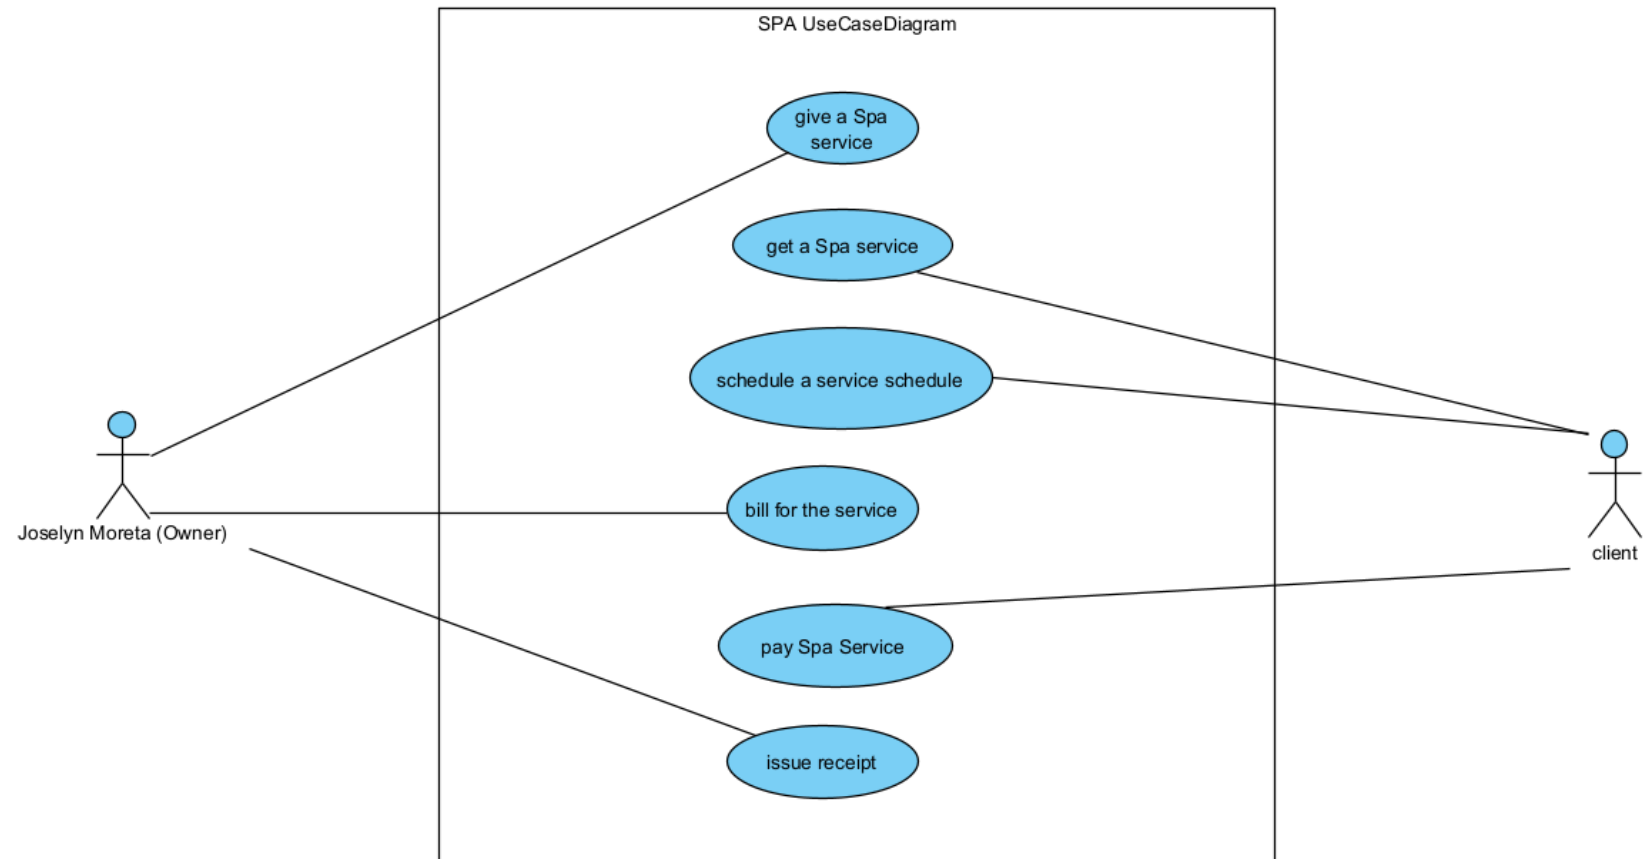 SPA UseCaseDiagram
give a Spa
service
get a Spa service
schedule a service schedule
bill for the service
Joselyn Moreta (Owner)
client
pay Spa Service
issue receipt